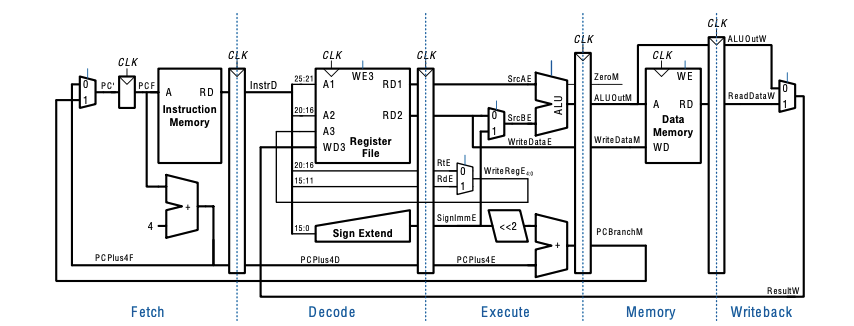 CLK
ALUOutW
CLK
CLK
CLK
CLK
CLK
0
1
PC'
PCF
A RD
Instruction
Memory
InstrD
25:21
A1
WE3
RD1
20:16
A2
RD2
A3
WD3
Register
File
SrcAE
0
1
SrcBE
ALU
ZeroM
ALUOutM
WE
A RD
Data
Memory
WD
ReadDataW
0
1
WriteDataE
WriteDataM
20:16
RtE
15:11
RdE
0
1
WriteRegE4:0
+
4
15:0
Sign Extend
SignImmE
<<2
+
PCBranchM
PCPlus4F
PCPlus4D
PCPlus4E
ResultW
Fetch
Decode
Execute
Memory
Writeback